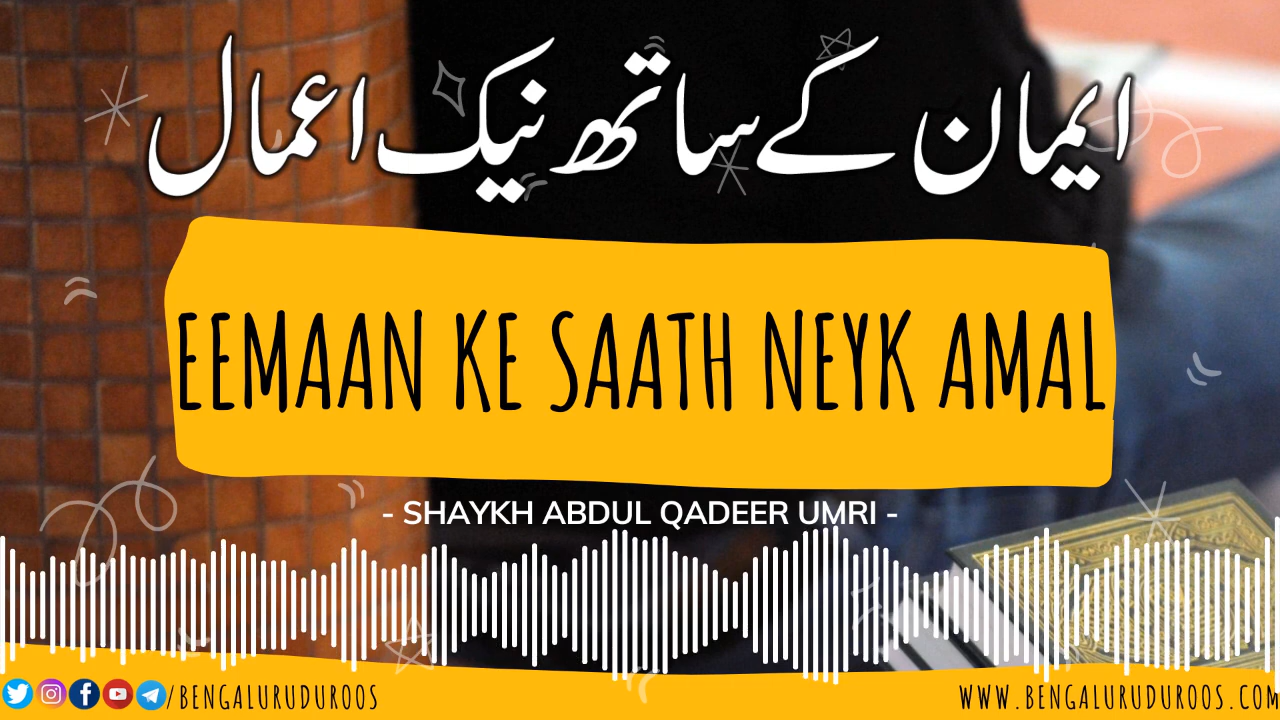 ایمان کے ساتھ نیک اعمال
EEMAAN KE SAATH NEYK AMAL
- SHAYKH ABDUL QADEER UMRI -
/BENGALURUDUROOS
WWW.BENGALURUDUROOS.COM